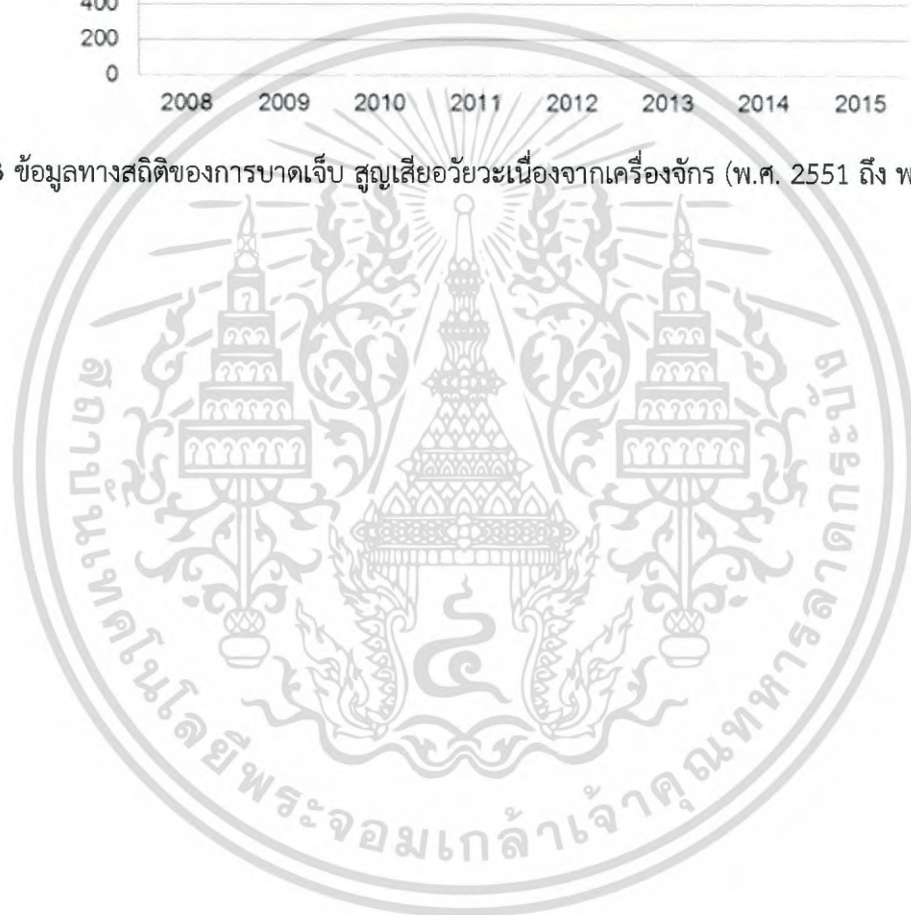 400
200
0
2008 2009 2010 2011 2012 2013 2014 2015
3 ข้อมูลทางสถิติของการบาดเจ็บ สูญเสียอวัยวะเนื่องจากเครื่องจักร (พ.ศ. 2551 ถึง พ
สถาบันเทคโนโลยีพระจอมเกล้าเจ้าคุณทหารลาดกระบัง
๔